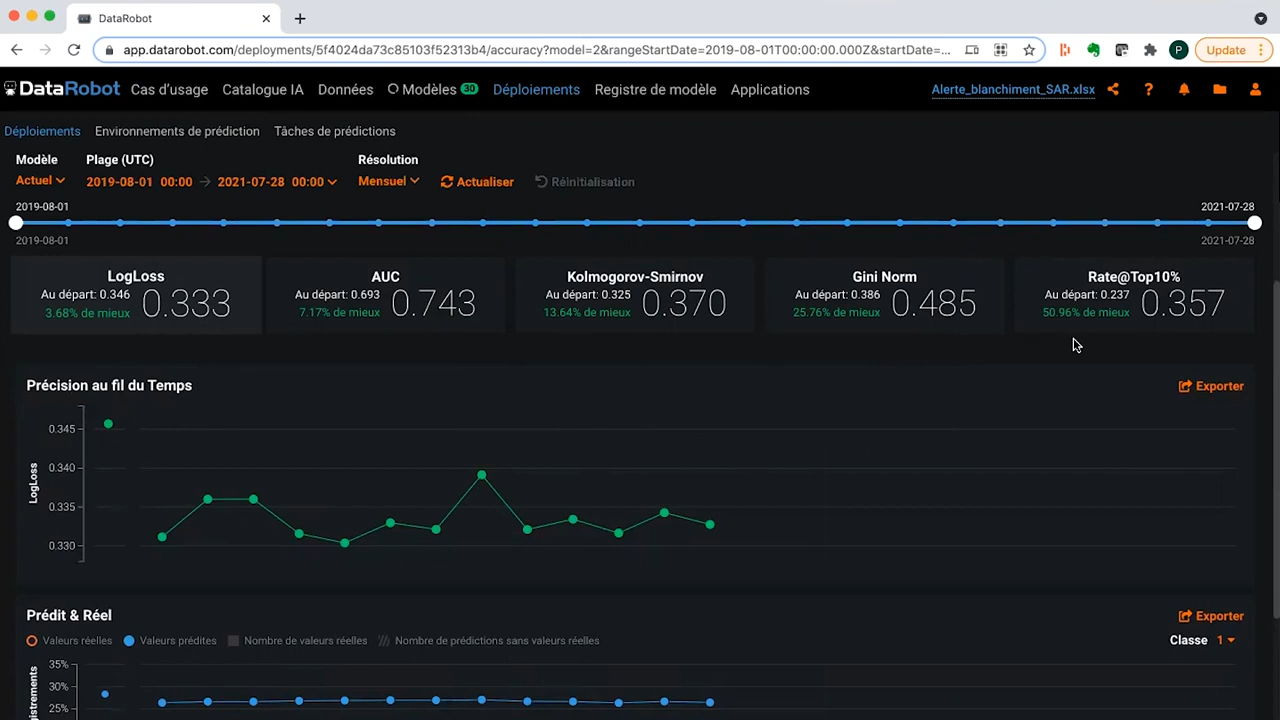 DataRobot
app.datarobot.com/deployments/5f4024da73c85103f52313b4/accuracy?model=2&rangeStartDate=2019-08-01T00:00:00.000Z&startDate=...
P
Update
DataRobot
Cas d'usage
Catalogue IA
Données
Modèles 30
Déploiements
Registre de modèle
Applications
Alerte_blanchiment_SAR.xlsx
?
Déploiements
Environnements de prédiction
Tâches de prédictions
Modèle
Plage (UTC)
Résolution
Actuel
2019-08-01 00:00
2021-07-28 00:00
Mensuel
Actualiser
Réinitialisation
2019-08-01
2021-07-28
2019-08-01
2021-07-28
LogLoss
Au départ: 0.346
3.68% de mieux
0.333
AUC
Au départ: 0.693
7.17% de mieux
0.743
Kolmogorov-Smirnov
Au départ: 0.325
13.64% de mieux
0.370
Gini Norm
Au départ: 0.386
25.76% de mieux
0.485
Rate@Top10%
Au départ: 0.237
50.96% de mieux
0.357
Précision au fil du Temps
Exporter
LogLoss
0.345
0.340
0.335
0.330
Prédit & Réel
Exporter
Valeurs réelles
Valeurs prédites
Nombre de valeurs réelles
Nombre de prédictions sans valeurs réelles
Classe 1
35%
30%
25%